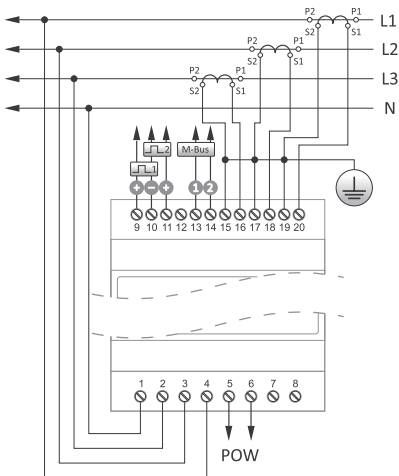 P2 P1 L1
S2 S1
P2 P1 L2
S2 S1
P2 P1 L3
S2 S1
N
2 M-Bus
1
+ − + 1 2
9 10 11 12 13 14 15 16 17 18 19 20
1 2 3 4 5 6 7 8
POW